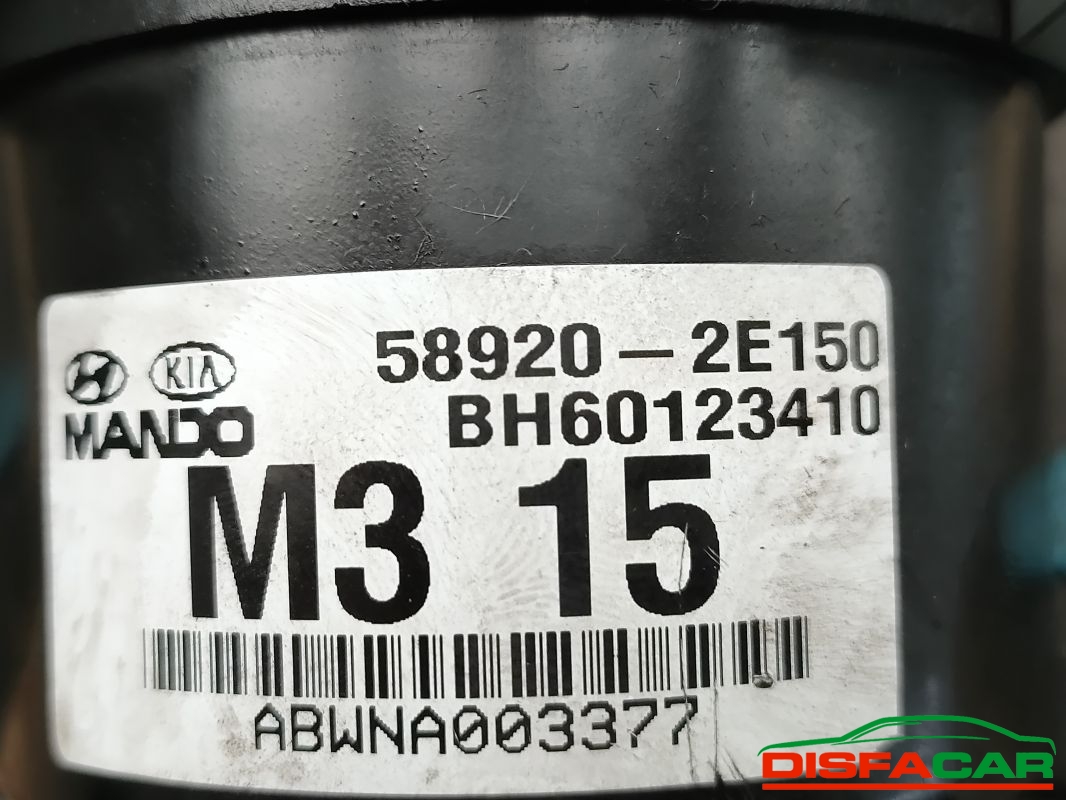 KIA
MANDO
58920-2E150
BH60123410
M3 15
ABWNA003377
DISFACAR